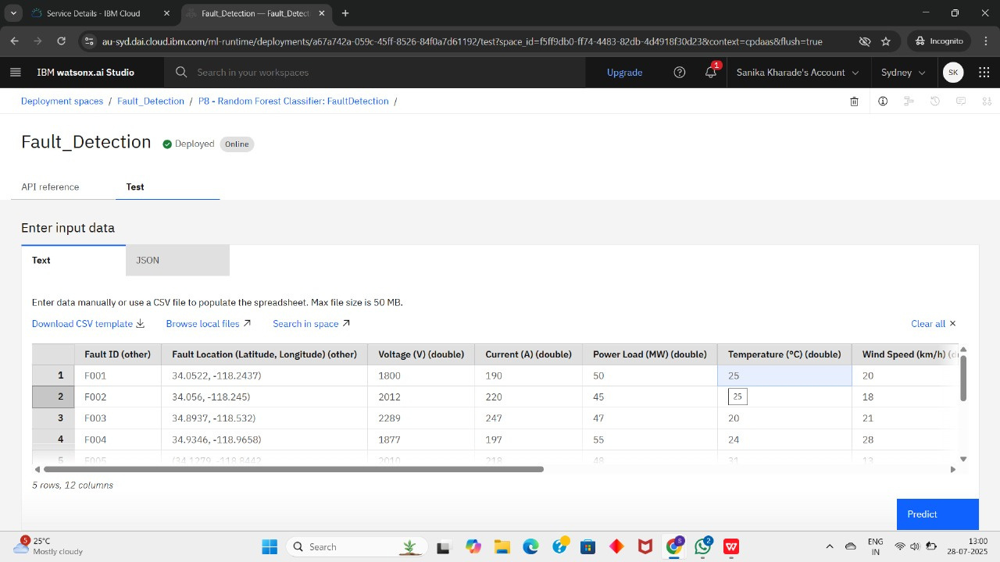 Service Details - IBM Cloud
Fault_Detection — Fault_Detect
au-syd.dai.cloud.ibm.com/ml-runtime/deployments/a67a742a-059c-45ff-8526-84f0a7d61192/test?space_id=f5ff9db0-ff74-4483-82db-4d4918f30d23&context=cpdaas&flush=true
Incognito
IBM watsonx.ai Studio
Search in your workspaces
Upgrade
1
Sanika Kharade's Account
Sydney
SK
Deployment spaces / Fault_Detection / P8 - Random Forest Classifier: FaultDetection /
Fault_Detection
Deployed
Online
API reference
Test
Enter input data
Text
JSON
Enter data manually or use a CSV file to populate the spreadsheet. Max file size is 50 MB.
Download CSV template
Browse local files
Search in space
Clear all ×
Fault ID (other) Fault Location (Latitude, Longitude) (other) Voltage (V) (double) Current (A) (double) Power Load (MW) (double) Temperature (°C) (double) Wind Speed (km/h) (d
1 F001 34.0522, -118.2437) 1800 190 50 25 20
2 F002 34.056, -118.245) 2012 220 45 25 18
3 F003 34.8937, -118.532) 2289 247 47 20 21
4 F004 34.9346, -118.9658) 1877 197 55 24 28
5 F005 (34.1279, -118.8442 2010 218 48 31 13
5 rows, 12 columns
Predict
5
25°C
Mostly cloudy
Search
S
2
ENG
IN
13:00
28-07-2025